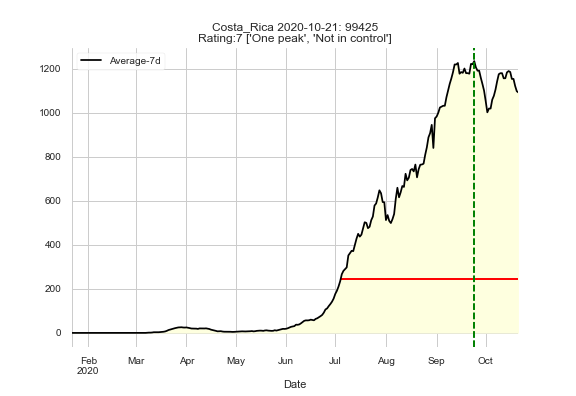 Costa_Rica 2020-10-21: 99425
Rating:7 ['One peak', 'Not in control']
Average-7d
1200
1000
800
600
400
200
0
Feb Mar Apr May Jun Jul Aug Sep Oct
2020
Date